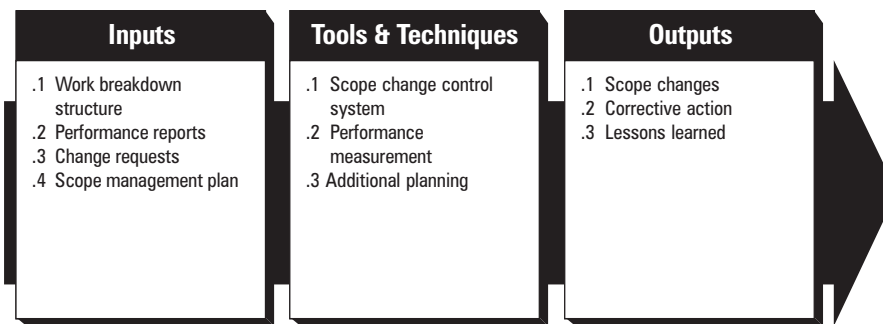 Inputs
.1 Work breakdown
structure
.2 Performance reports
.3 Change requests
.4 Scope management plan
Tools & Techniques
.1 Scope change control
system
.2 Performance
measurement
.3 Additional planning
Outputs
.1 Scope changes
.2 Corrective action
.3 Lessons learned